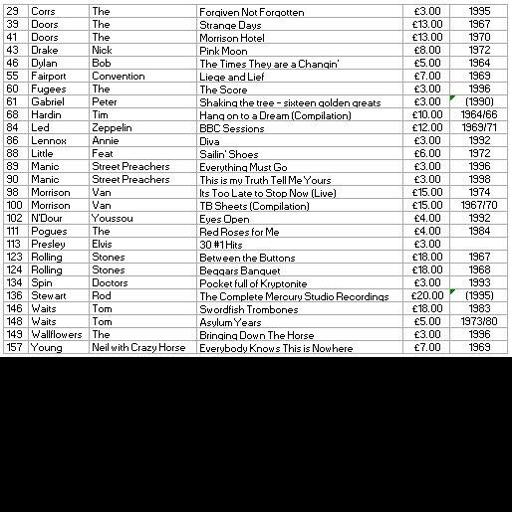 29 Corrs The Forgiven Not Forgotten £3.00 1995
39 Doors The Strange Days £13.00 1967
41 Doors The Morrison Hotel £13.00 1970
43 Drake Nick Pink Moon £8.00 1972
46 Dylan Bob The Times They are a Changin' £5.00 1964
55 Fairport Convention Liege and Lief £7.00 1969
60 Fugees The The Score £3.00 1996
61 Gabriel Peter Shaking the tree - sixteen golden greats £3.00 (1990)
68 Hardin Tim Hang on to a Dream (Compilation) £10.00 1964/66
84 Led Zeppelin BBC Sessions £12.00 1969/71
86 Lennox Annie Diva £3.00 1992
88 Little Feat Sailin' Shoes £6.00 1972
89 Manic Street Preachers Everything Must Go £3.00 1996
90 Manic Street Preachers This is my Truth Tell Me Yours £3.00 1998
98 Morrison Van Its Too Late to Stop Now (Live) £15.00 1974
100 Morrison Van TB Sheets (Compilation) £15.00 1967/70
102 N'Dour Youssou Eyes Open £4.00 1992
111 Pogues The Red Roses for Me £4.00 1984
113 Presley Elvis 30 #1 Hits £3.00
123 Rolling Stones Between the Buttons £18.00 1967
124 Rolling Stones Beggars Banquet £18.00 1968
134 Spin Doctors Pocket full of Kryptonite £3.00 1993
136 Stewart Rod The Complete Mercury Studio Recordings £20.00 (1995)
146 Waits Tom Swordfish Trombones £18.00 1983
148 Waits Tom Asylum Years £5.00 1973/80
149 Wallflowers The Bringing Down The Horse £3.00 1996
157 Young Neil with Crazy Horse Everybody Knows This is Nowhere £7.00 1969